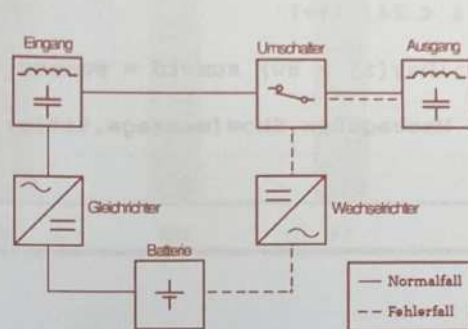 Eingang
Umschalter
Ausgang
Gleichrichter
Wechselrichter
Batterie
Normalfall
Fehlerfall